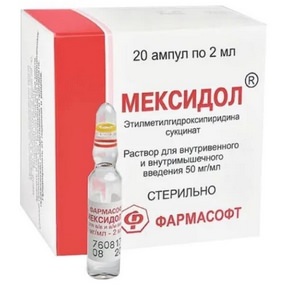 20 ампул по 2 мл
МЕКСИДОЛ®
Этилметилгидроксипиридина
сукцинат
Раствор для внутривенного
и внутримышечного
введения 50 мг/мл
СТЕРИЛЬНО
ФАРМАСОФТ
ФАРМАСОФТ
МЕКСИДОЛ